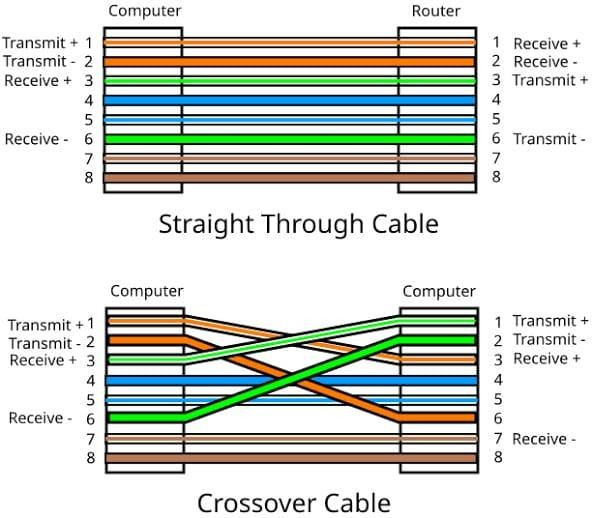 Computer Router
Transmit + 1 1 Receive +
Transmit - 2 2 Receive -
Receive + 3 3 Transmit +
4 4
5 5
Receive - 6 6 Transmit -
7 7
8 8
Straight Through Cable
Computer Computer
Transmit + 1 1 Transmit +
Transmit - 2 2 Transmit -
Receive + 3 3 Receive +
4 4
5 5
Receive - 6 6
7 7 Receive -
8 8
Crossover Cable